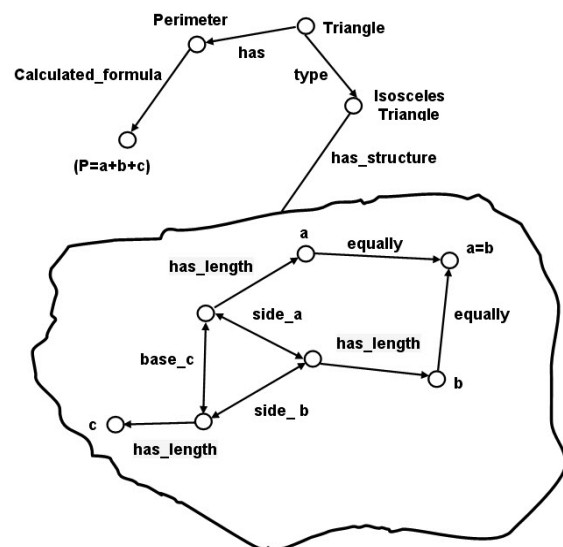 Perimeter
Triangle
has
Calculated_formula
type
Isosceles
Triangle
(P=a+b+c)
has_structure
a
equally
a=b
has_length
side_a
has_length
equally
base_c
b
side_ b
c
has_length